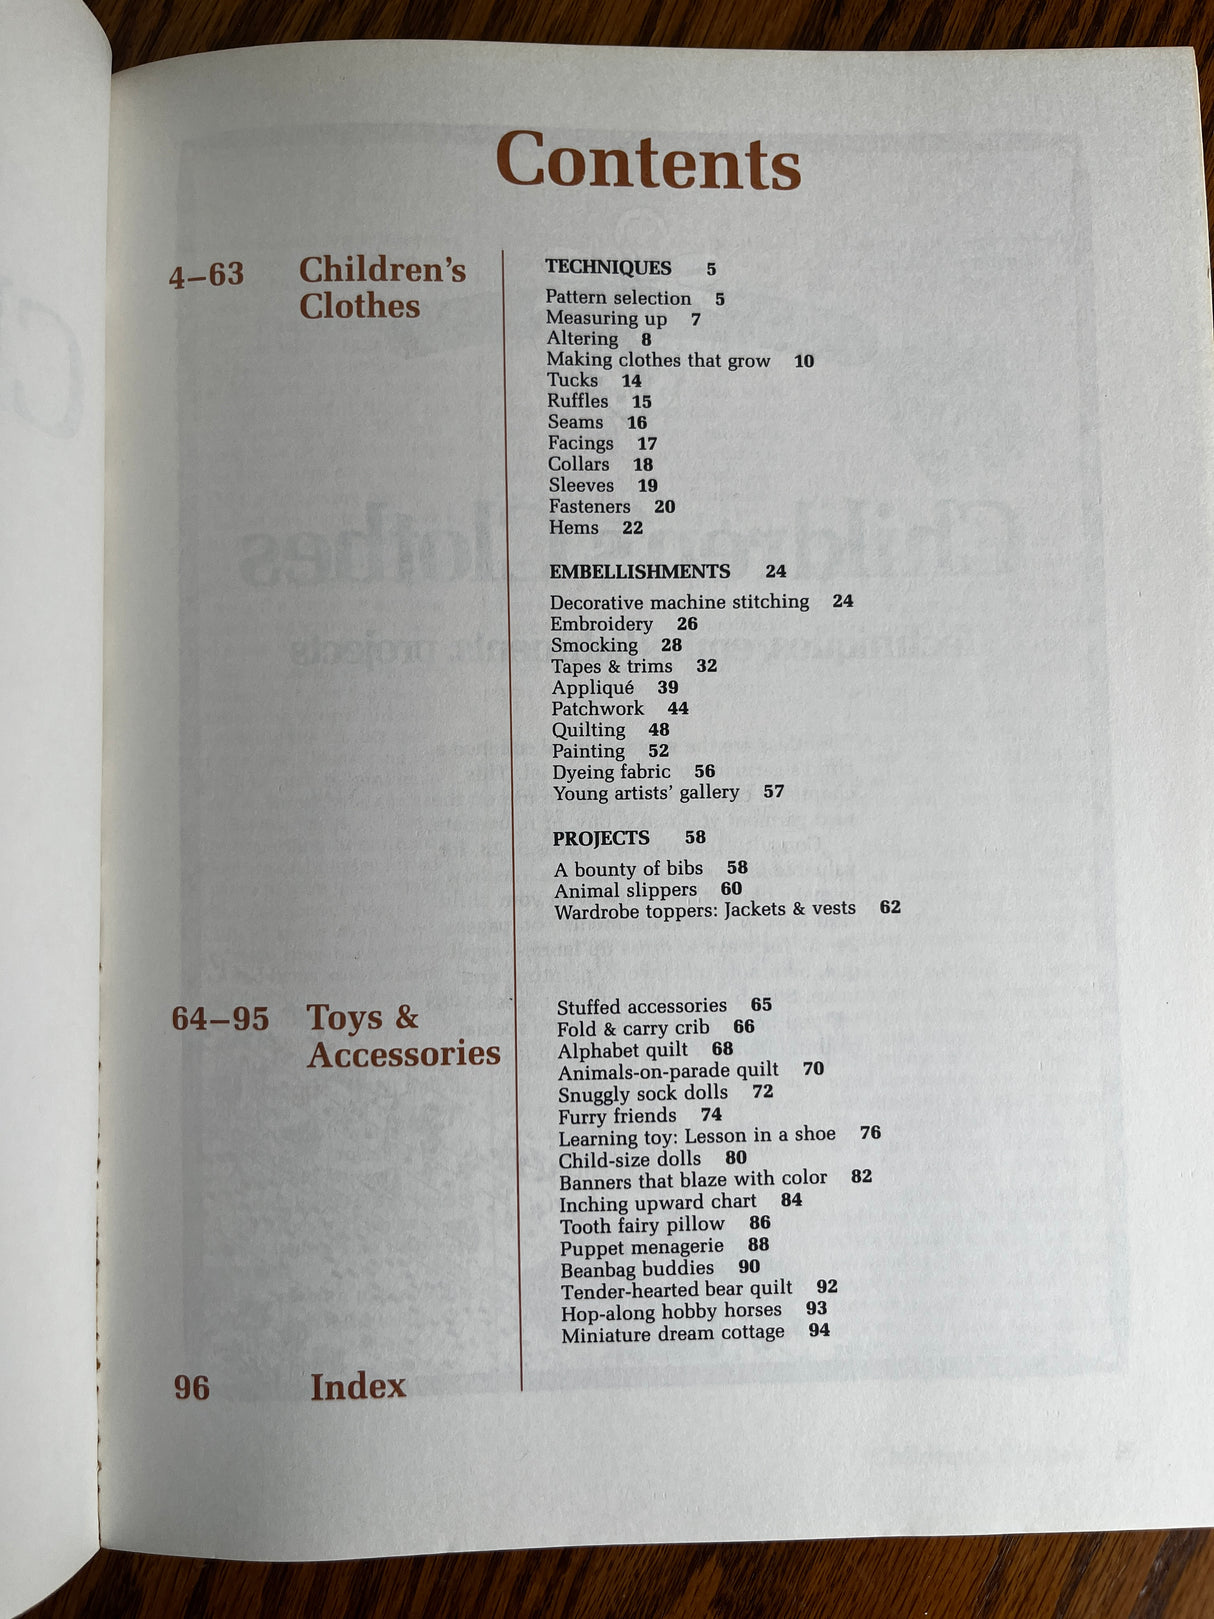 Contents
4–63 Children's
Clothes
TECHNIQUES 5
Pattern selection 5
Measuring up 7
Altering 8
Making clothes that grow 10
Tucks 14
Ruffles 15
Seams 16
Facings 17
Collars 18
Sleeves 19
Fasteners 20
Hems 22
EMBELLISHMENTS 24
Decorative machine stitching 24
Embroidery 26
Smocking 28
Tapes & trims 32
Appliqué 39
Patchwork 44
Quilting 48
Painting 52
Dyeing fabric 56
Young artists' gallery 57
PROJECTS 58
A bounty of bibs 58
Animal slippers 60
Wardrobe toppers: Jackets & vests 62
64–95 Toys &
Accessories
Stuffed accessories 65
Fold & carry crib 66
Alphabet quilt 68
Animals-on-parade quilt 70
Snuggly sock dolls 72
Furry friends 74
Learning toy: Lesson in a shoe 76
Child-size dolls 80
Banners that blaze with color 82
Inching upward chart 84
Tooth fairy pillow 86
Puppet menagerie 88
Beanbag buddies 90
Tender-hearted bear quilt 92
Hop-along hobby horses 93
Miniature dream cottage 94
96 Index